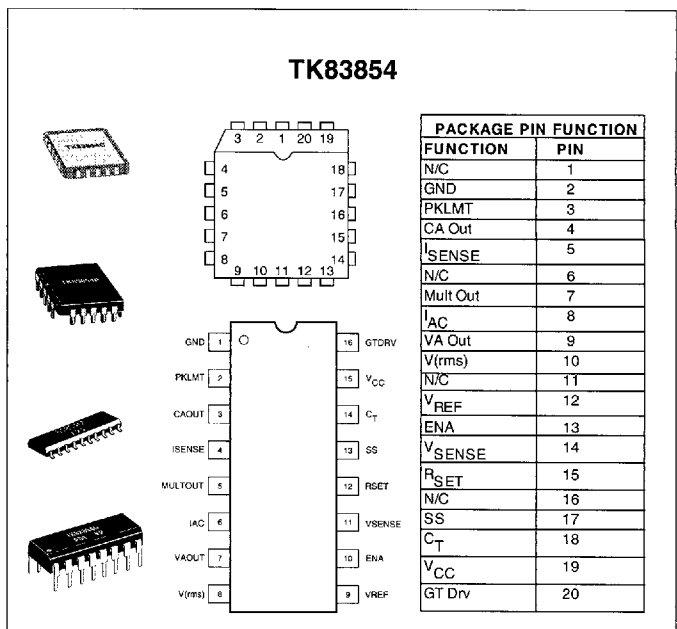 TK83854
3 2 1 20 19
4 18
5 17
6 16
7 15
8 14
9 10 11 12 13
GND 1 16 GTDRV
PKLMT 2 15 VCC
CAOUT 3 14 CT
ISENSE 4 13 SS
MULTOUT 5 12 RSET
IAC 6 11 VSENSE
VAOUT 7 10 ENA
V(rms) 8 9 VREF
PACKAGE PIN FUNCTION
FUNCTION PIN
N/C 1
GND 2
PKLMT 3
CA Out 4
ISENSE 5
N/C 6
Mult Out 7
IAC 8
VA Out 9
V(rms) 10
N/C 11
VREF 12
ENA 13
VSENSE 14
RSET 15
N/C 16
SS 17
CT 18
VCC 19
GT Drv 20